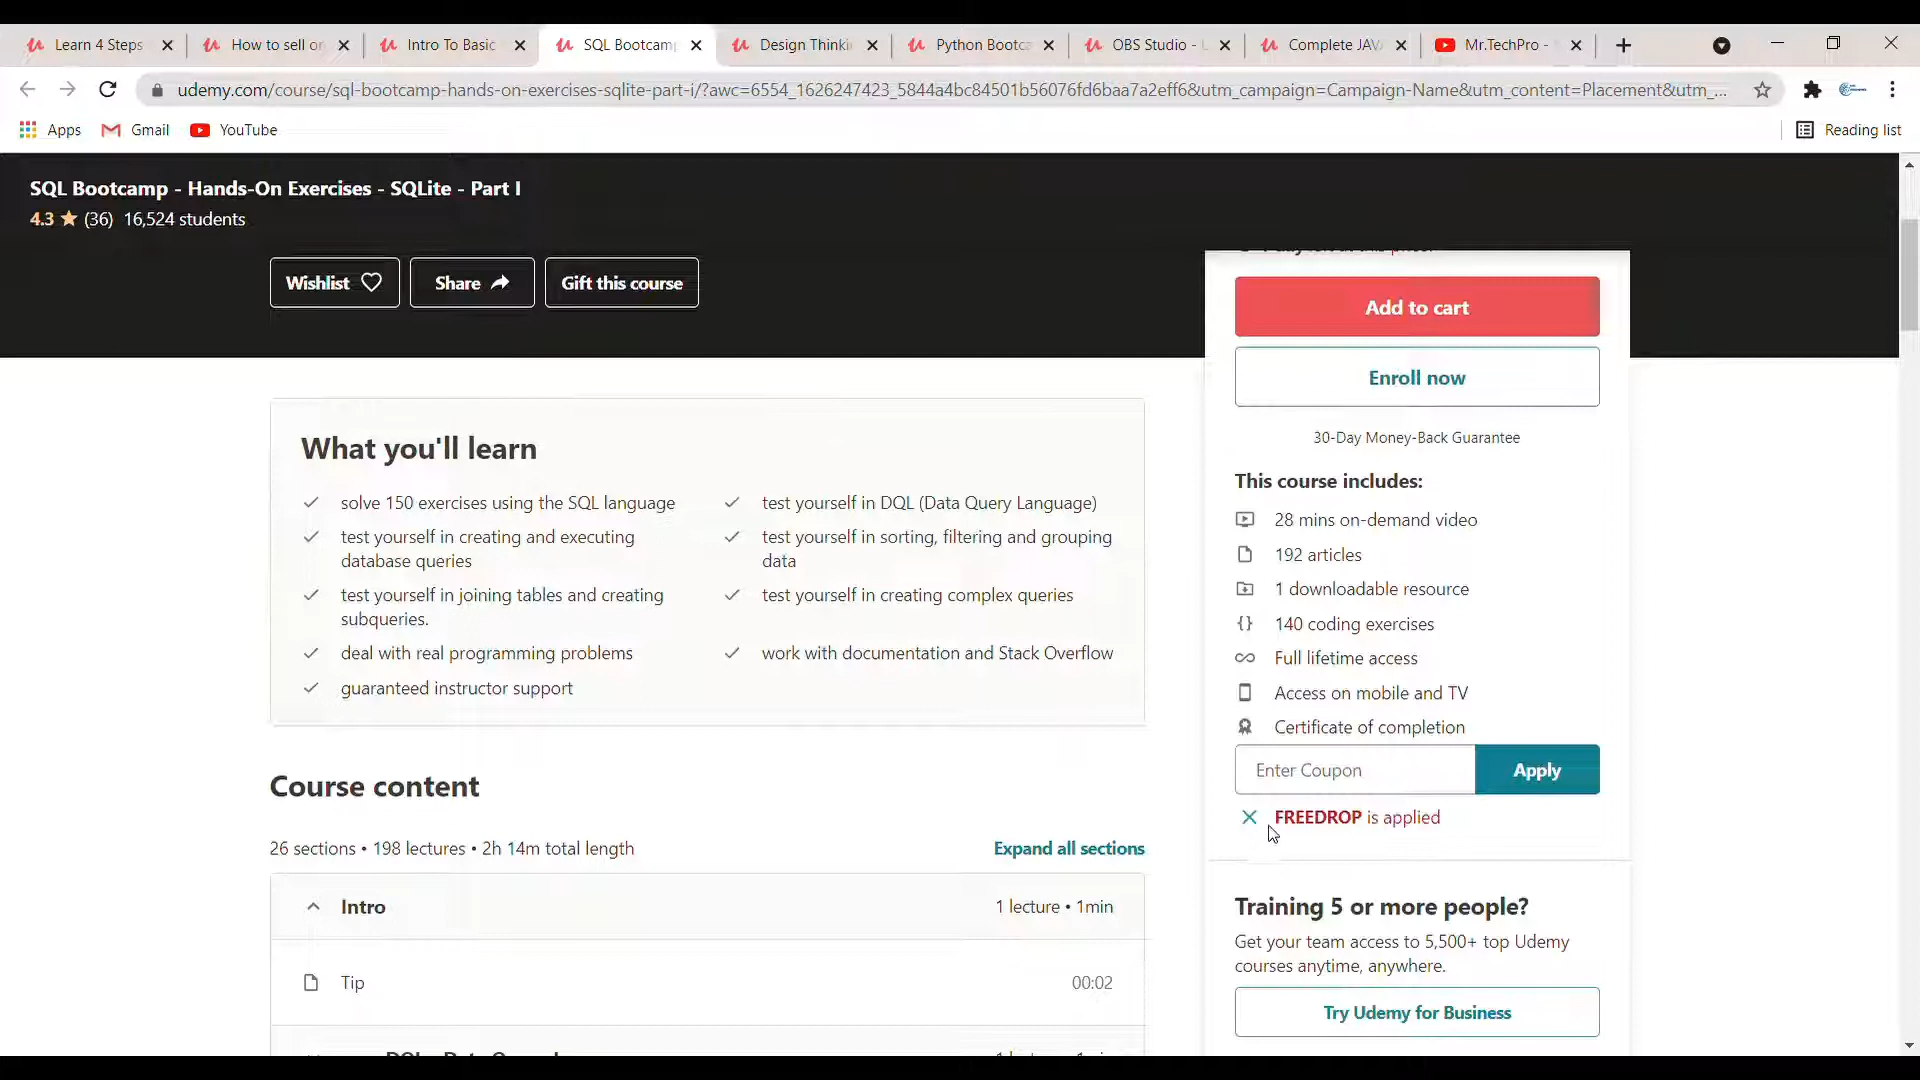 Learn 4 Steps
How to sell or
Intro To Basic
SQL Bootcam
Design Thinki
Python Bootc
OBS Studio -
Complete JAV
Mr.TechPro -
udemy.com/course/sql-bootcamp-hands-on-exercises-sqlite-part-i/?awc=6554_1626247423_5844a4bc84501b56076fd6baa7a2eff6&utm_campaign=Campaign-Name&utm_content=Placement&utm_...
Apps
Gmail
YouTube
Reading list
SQL Bootcamp - Hands-On Exercises - SQLite - Part I
4.3 ★ (36) 16,524 students
Wishlist
Share
Gift this course
Add to cart
Enroll now
30-Day Money-Back Guarantee
This course includes:
28 mins on-demand video
192 articles
1 downloadable resource
140 coding exercises
Full lifetime access
Access on mobile and TV
Certificate of completion
Enter Coupon
Apply
FREEDROP is applied
Training 5 or more people?
Get your team access to 5,500+ top Udemy
courses anytime, anywhere.
Try Udemy for Business
What you'll learn
solve 150 exercises using the SQL language
test yourself in DQL (Data Query Language)
test yourself in creating and executing
database queries
test yourself in sorting, filtering and grouping
data
test yourself in joining tables and creating
subqueries.
test yourself in creating complex queries
deal with real programming problems
work with documentation and Stack Overflow
guaranteed instructor support
Course content
26 sections • 198 lectures • 2h 14m total length
Expand all sections
Intro
1 lecture • 1min
Tip
00:02